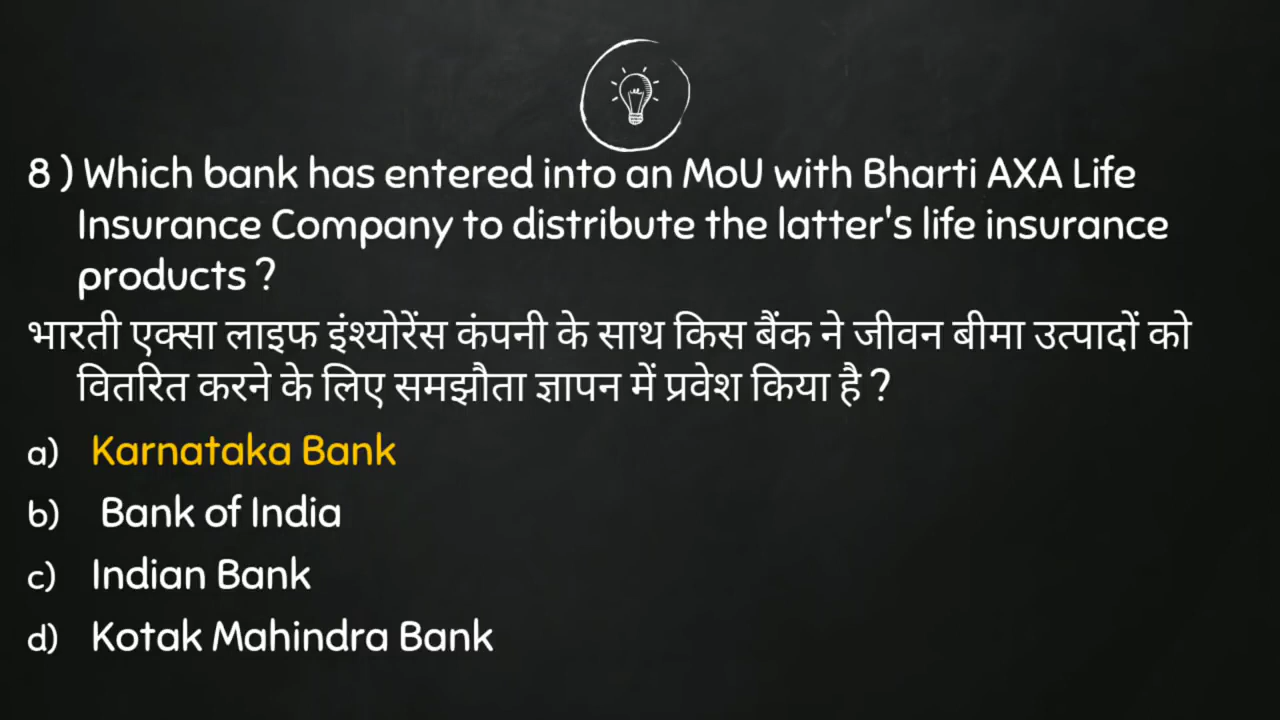 8 ) Which bank has entered into an MoU with Bharti AXA Life
Insurance Company to distribute the latter's life insurance
products ?
भारती एक्सा लाइफ इंश्योरेंस कंपनी के साथ किस बैंक ने जीवन बीमा उत्पादों को
वितरित करने के लिए समझौता ज्ञापन में प्रवेश किया है ?
a) Karnataka Bank
b) Bank of India
c) Indian Bank
d) Kotak Mahindra Bank